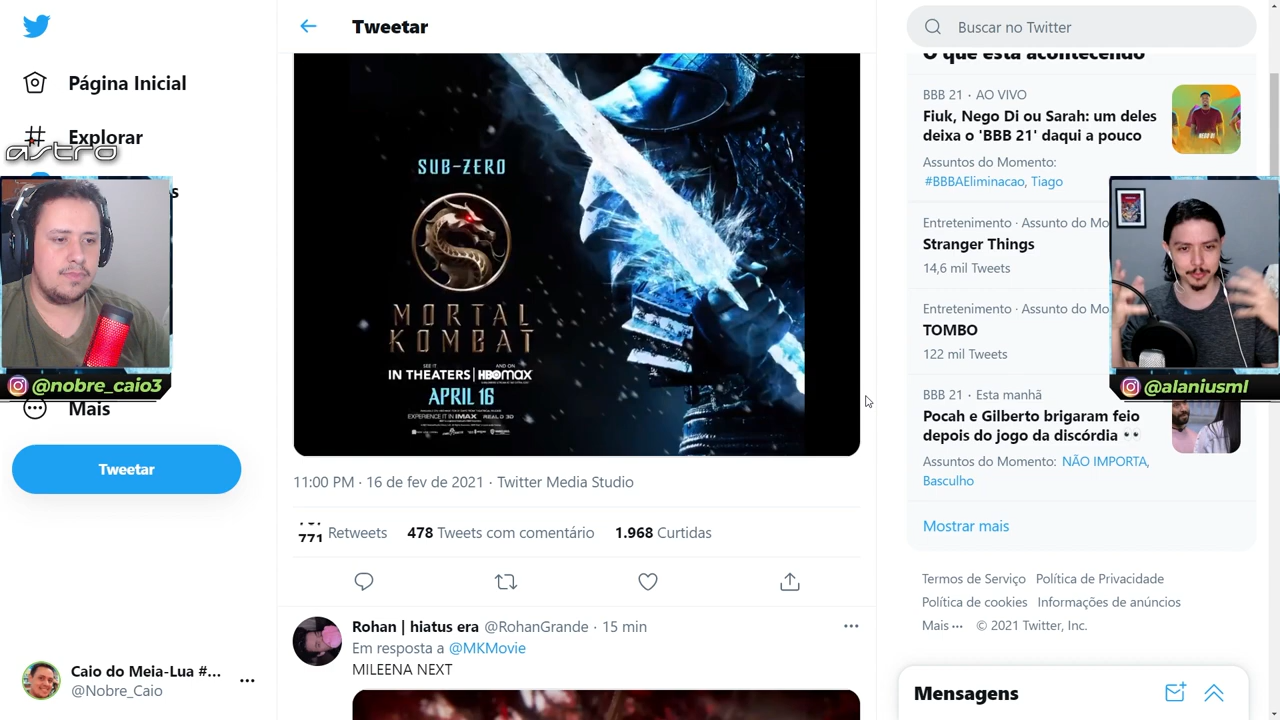 Tweetar
Buscar no Twitter
Página Inicial
Explorar
astro
s
@nobre_caio3
Mais
Tweetar
Caio do Meia-Lua #...
@Nobre_Caio
SUB-ZERO
MORTAL
KOMBAT
SEE IT
IN THEATERS
AND ON
HBOMAX
APRIL 16
EXPERIENCE IT IN IMAX REALD 3D
11:00 PM · 16 de fev de 2021 · Twitter Media Studio
771 Retweets 478 Tweets com comentário 1.968 Curtidas
Rohan | hiatus era @RohanGrande · 15 min
Em resposta a @MKMovie
MILEENA NEXT
O que está acontecendo
BBB 21 · AO VIVO
Fiuk, Nego Di ou Sarah: um deles
deixa o 'BBB 21' daqui a pouco
Assuntos do Momento:
#BBBAEliminacao, Tiago
Entretenimento · Assunto do Mo
Stranger Things
14,6 mil Tweets
Entretenimento · Assunto do Mo
TOMBO
122 mil Tweets
@alaniusml
BBB 21 · Esta manhã
Pocah e Gilberto brigaram feio
depois do jogo da discórdia
Assuntos do Momento: NÃO IMPORTA,
Basculho
Mostrar mais
Termos de Serviço Política de Privacidade
Política de cookies Informações de anúncios
Mais ··· © 2021 Twitter, Inc.
Mensagens